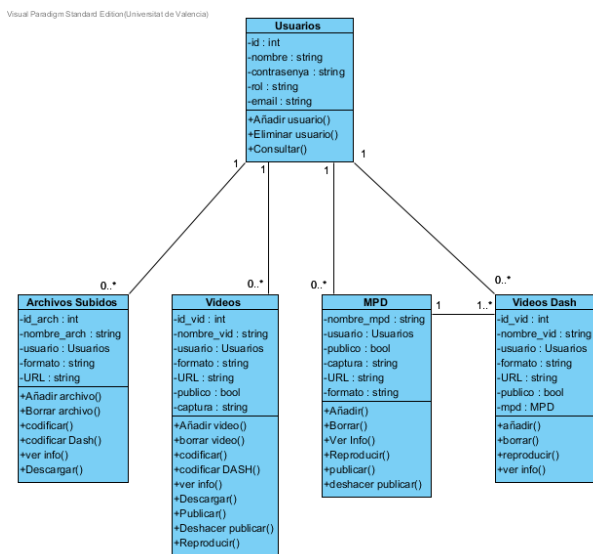 Visual Paradigm Standard Edition(Universitat de Valencia)
Usuarios
-id : int
-nombre : string
-contrasenya : string
-rol : string
-email : string
+Añadir usuario()
+Eliminar usuario()
+Consultar()
1
1
1
1
0..*
0..*
0..*
0..*
Archivos Subidos
-id_arch : int
-nombre_arch : string
-usuario : Usuarios
-formato : string
-URL : string
+Añadir archivo()
+Borrar archivo()
+codificar()
+codificar Dash()
+ver info()
+Descargar()
Videos
-id_vid : int
-nombre_vid : string
-usuario : Usuarios
-formato : string
-URL : string
-publico : bool
-captura : string
+Añadir video()
+borrar video()
+codificar()
+codificar DASH()
+ver info()
+Descargar()
+Publicar()
+Deshacer publicar()
+Reproducir()
MPD
-nombre_mpd : string
-usuario : Usuarios
-publico : bool
-captura : string
-URL : string
-formato : string
+Añadir()
+Borrar()
+Ver Info()
+Reproducir()
+publicar()
+deshacer publicar()
1
1..*
Videos Dash
-id_vid : int
-nombre_vid : string
-usuario : Usuarios
-formato : string
-URL : string
-publico : bool
-mpd : MPD
+añadir()
+borrar()
+reproducir()
+ver info()